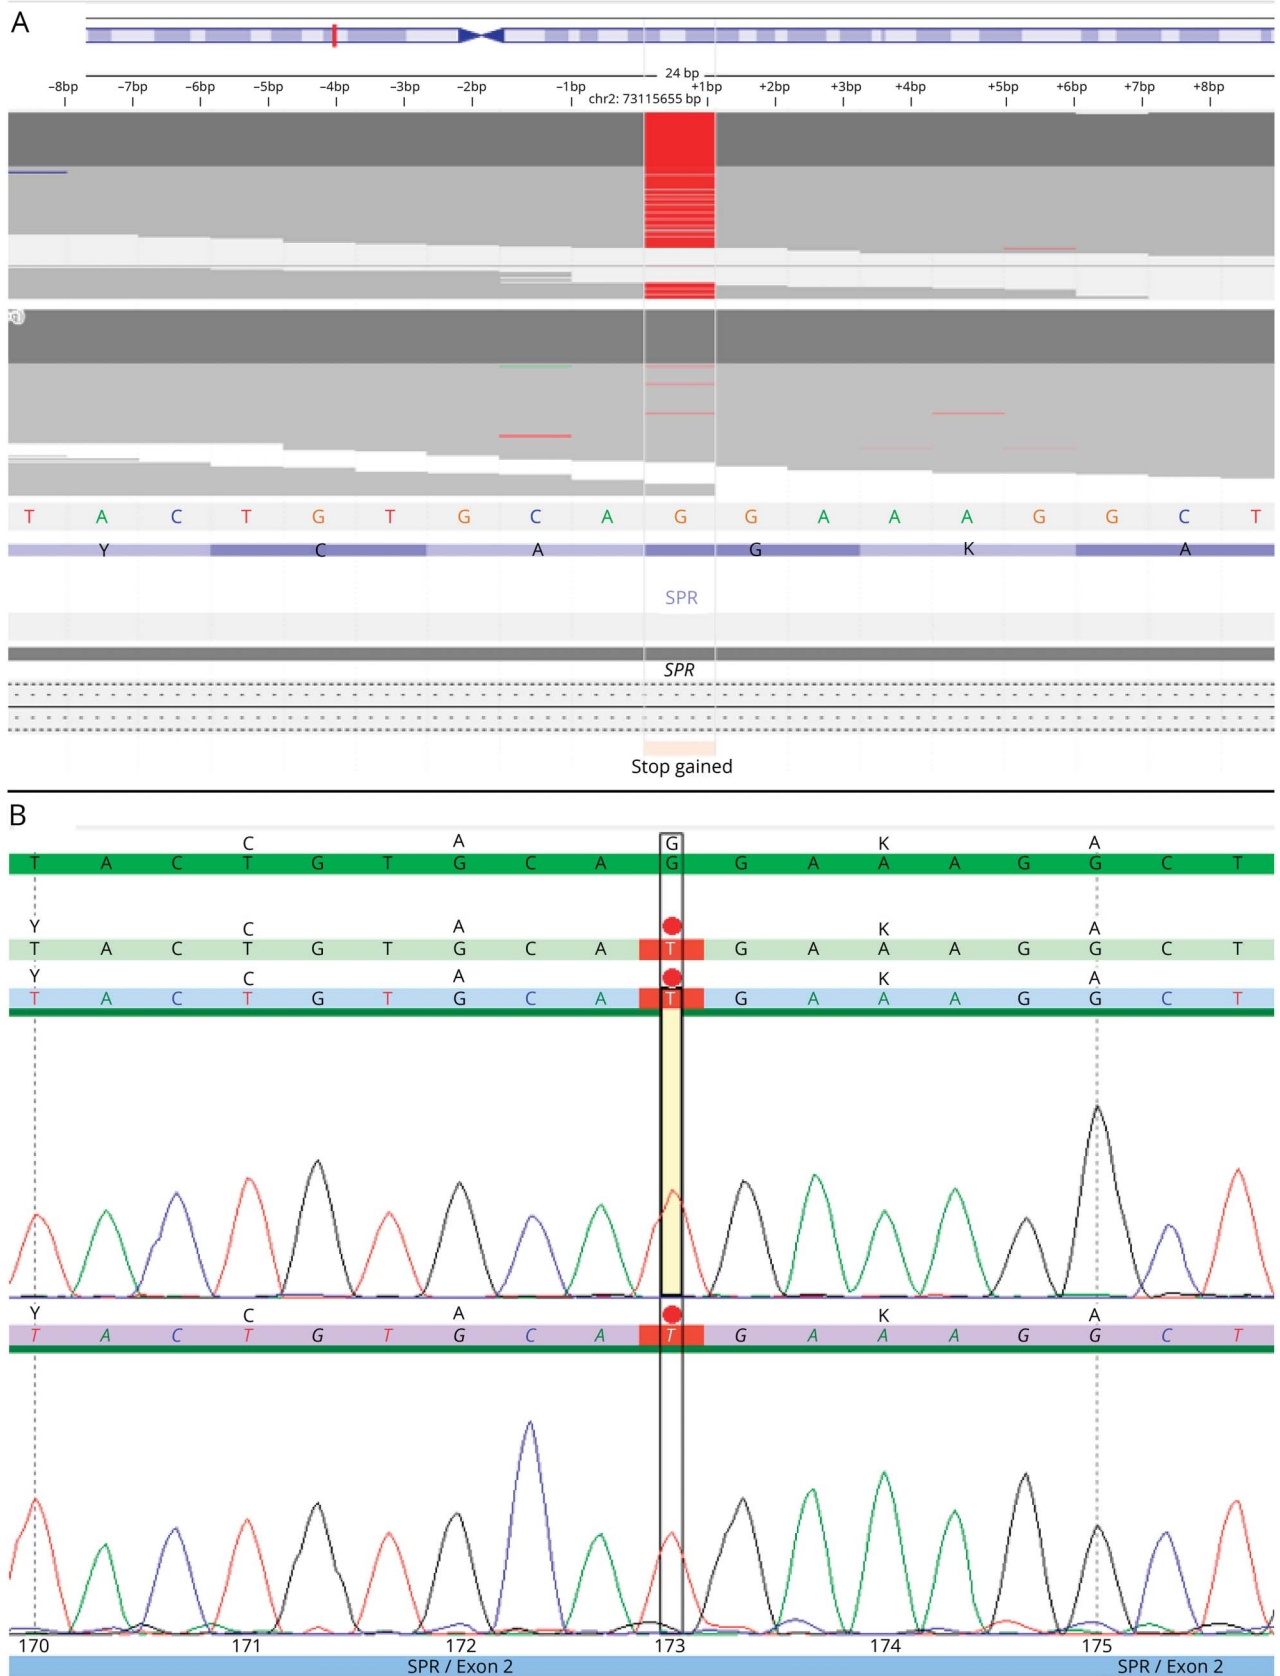 A
24 bp
−8bp −7bp −6bp −5bp −4bp −3bp −2bp −1bp +1bp +2bp +3bp +4bp +5bp +6bp +7bp +8bp
chr2: 73115655 bp
T A C T G T G C A G G A A A G G C T
Y C A G K A
SPR
SPR
Stop gained
B
C A G K A
T A C T G T G C A G G A A A G G C T
Y C A K A
T A C T G T G C A T G A A A G G C T
Y C A K A
T A C T G T G C A T G A A A G G C T
Y C A K A
T A C T G T G C A T G A A A G G C T
170 171 172 173 174 175
SPR / Exon 2 SPR / Exon 2